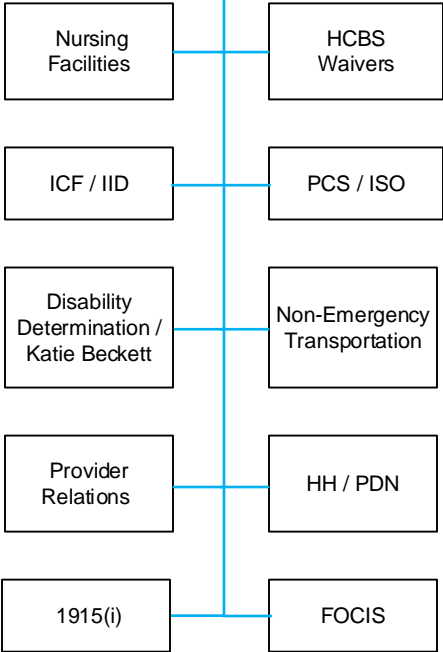 Nursing
Facilities
HCBS
Waivers
ICF / IID
PCS / ISO
Disability
Determination /
Katie Beckett
Non-Emergency
Transportation
Provider
Relations
HH / PDN
1915(i)
FOCIS